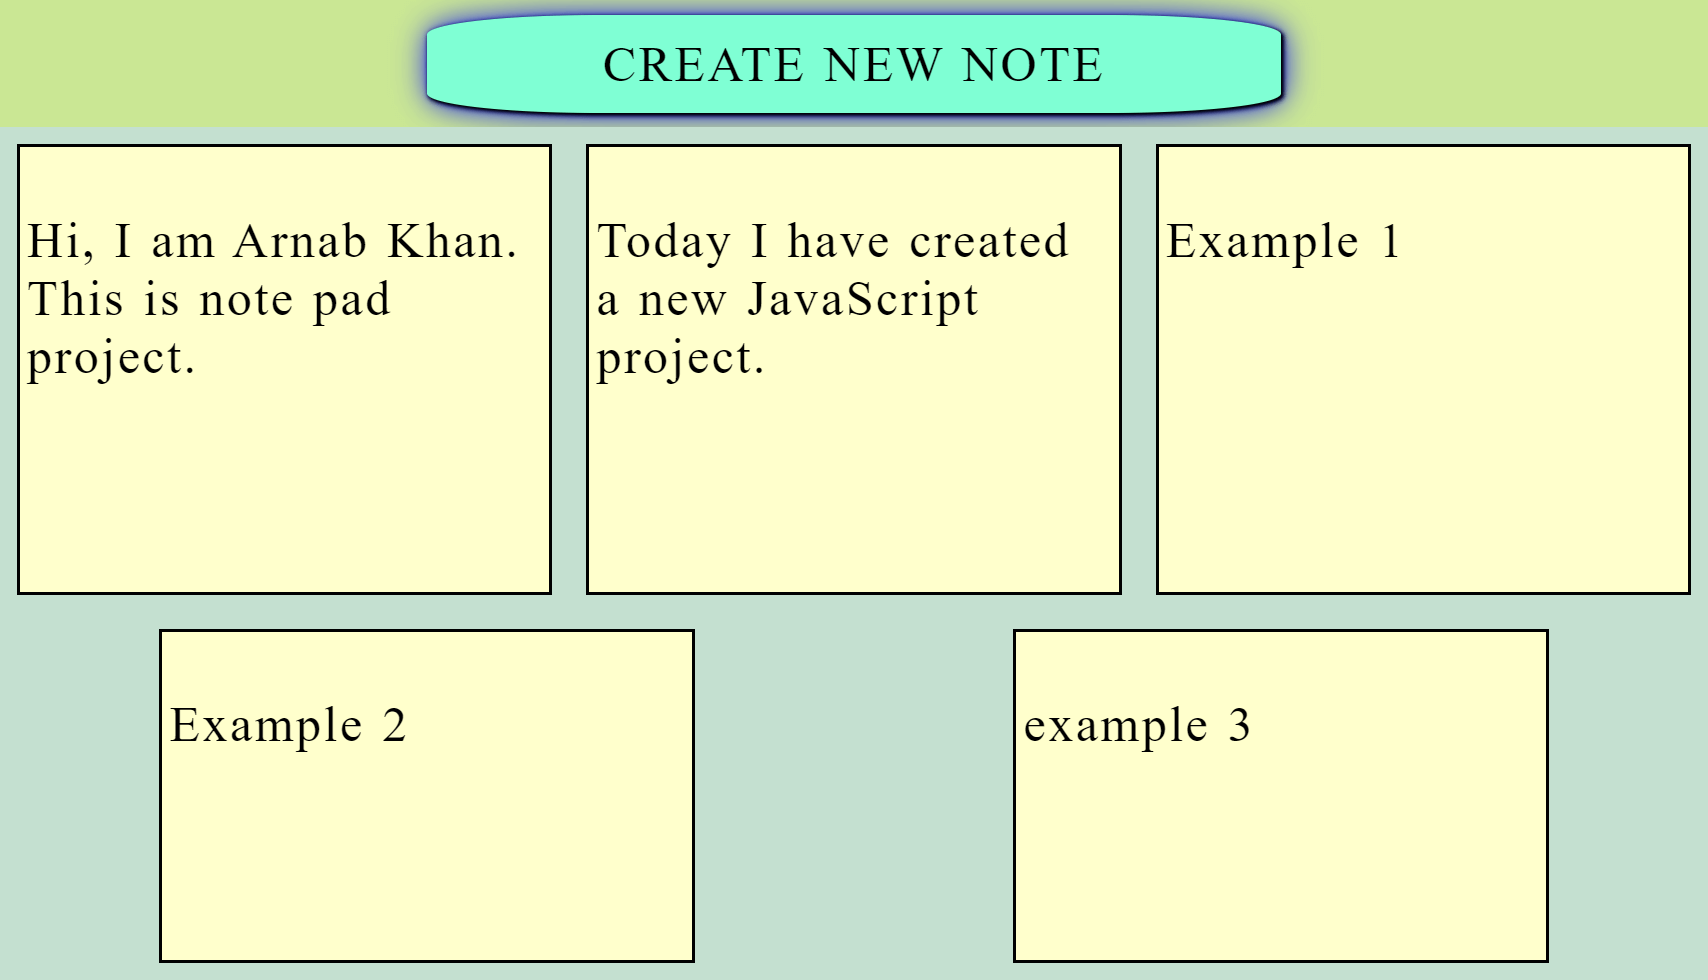 CREATE NEW NOTE
Hi, I am Arnab Khan.
This is note pad
project.
Today I have created
a new JavaScript
project.
Example 1
Example 2
example 3